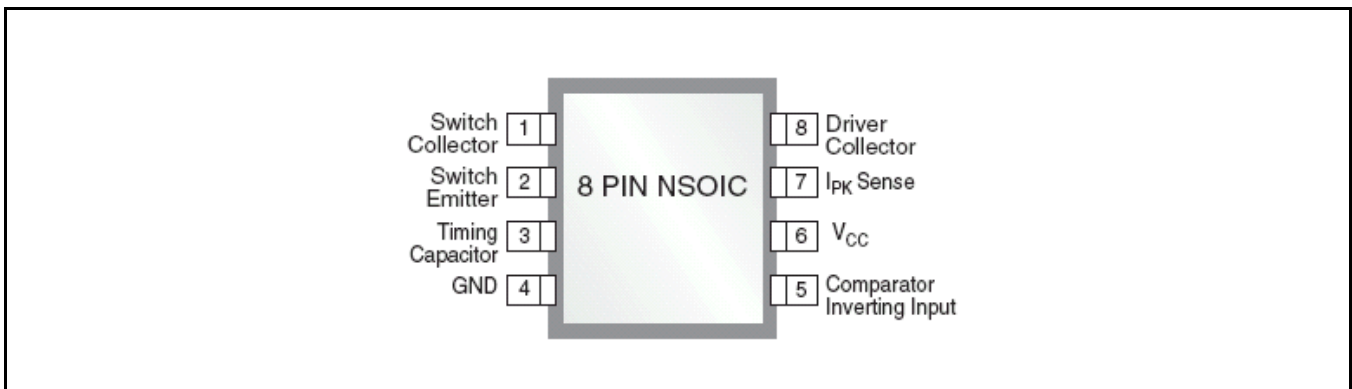 Switch
Collector
1
Switch
Emitter
2
Timing
Capacitor
3
GND
4
8 PIN NSOIC
8
Driver
Collector
7
IPK Sense
6
VCC
5
Comparator
Inverting Input